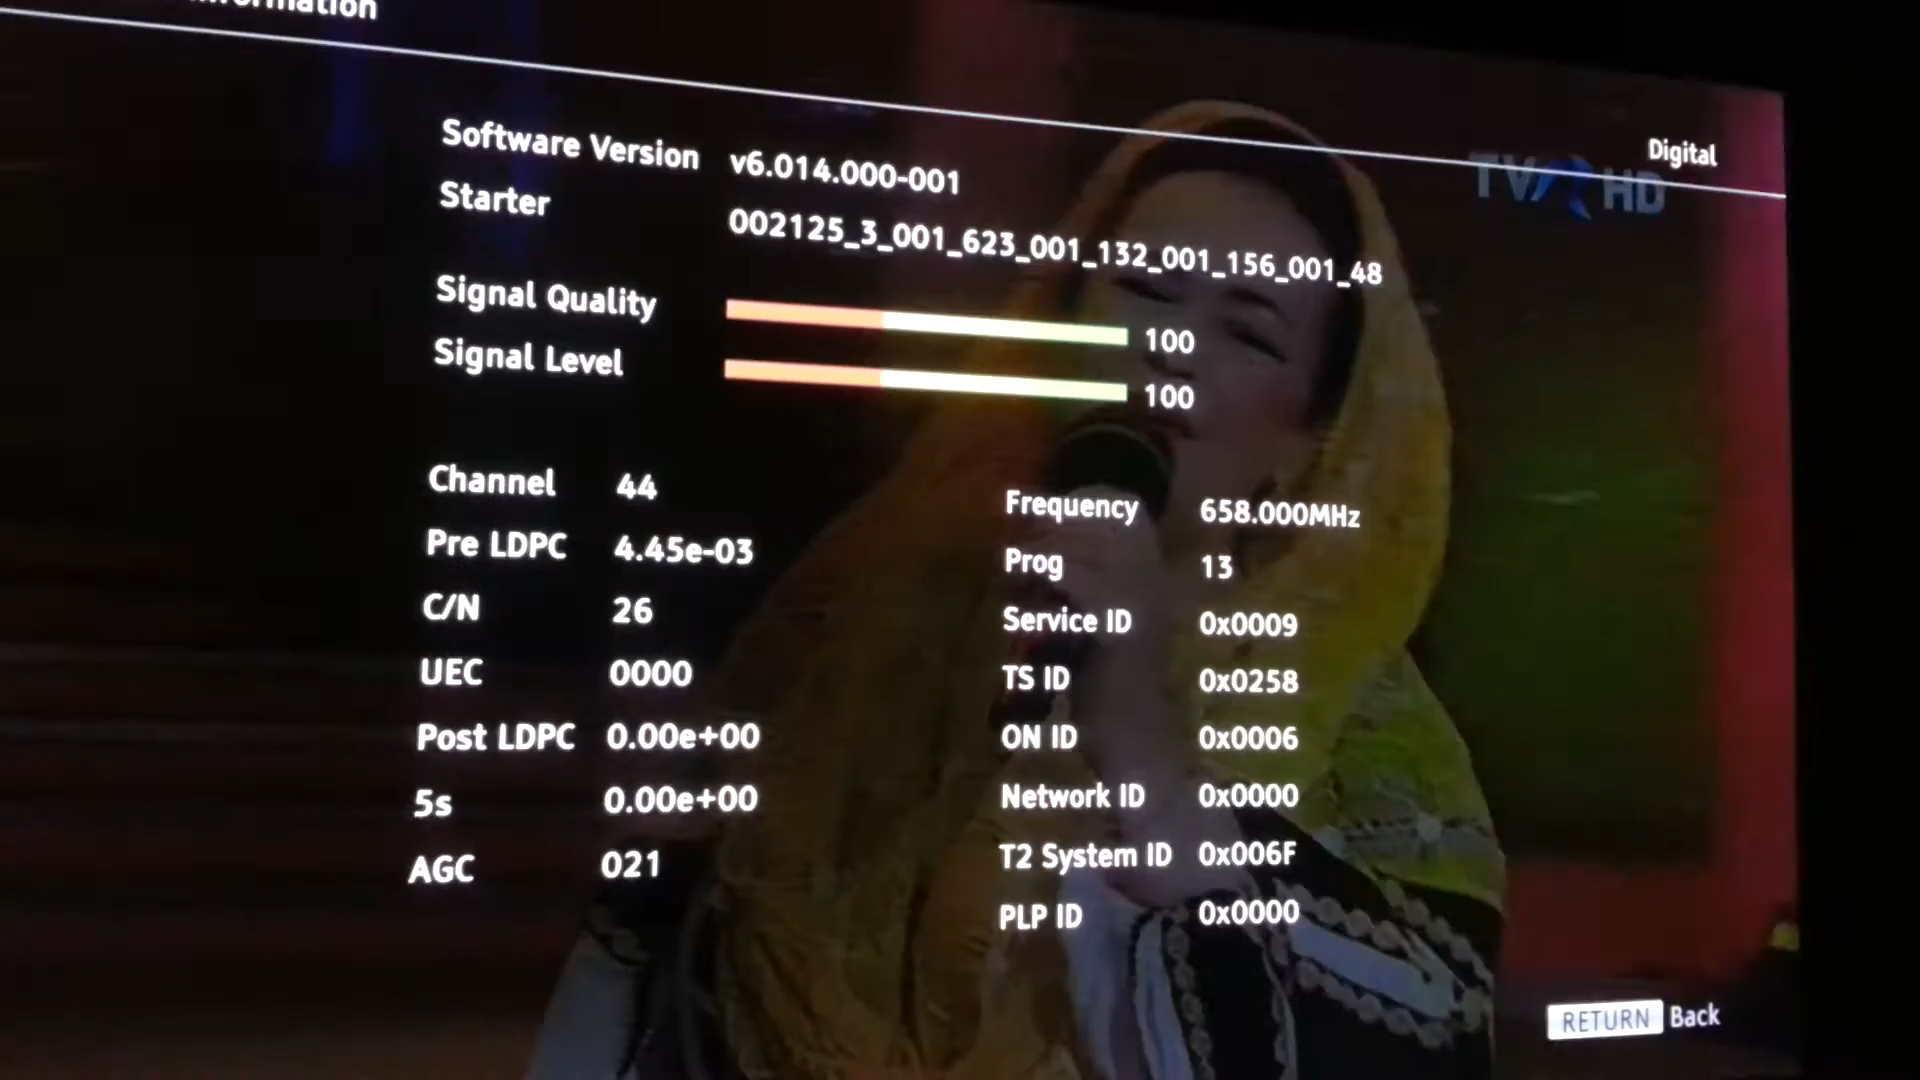 Information
Digital
TVR HD
Software Version v6.014.000-001
Starter 002125_3_001_623_001_132_001_156_001_48
Signal Quality 100
Signal Level 100
Channel 44
Pre LDPC 4.45e-03
C/N 26
UEC 0000
Post LDPC 0.00e+00
5s 0.00e+00
AGC 021
Frequency 658.000MHz
Prog 13
Service ID 0x0009
TS ID 0x0258
ON ID 0x0006
Network ID 0x0000
T2 System ID 0x006F
PLP ID 0x0000
RETURN Back